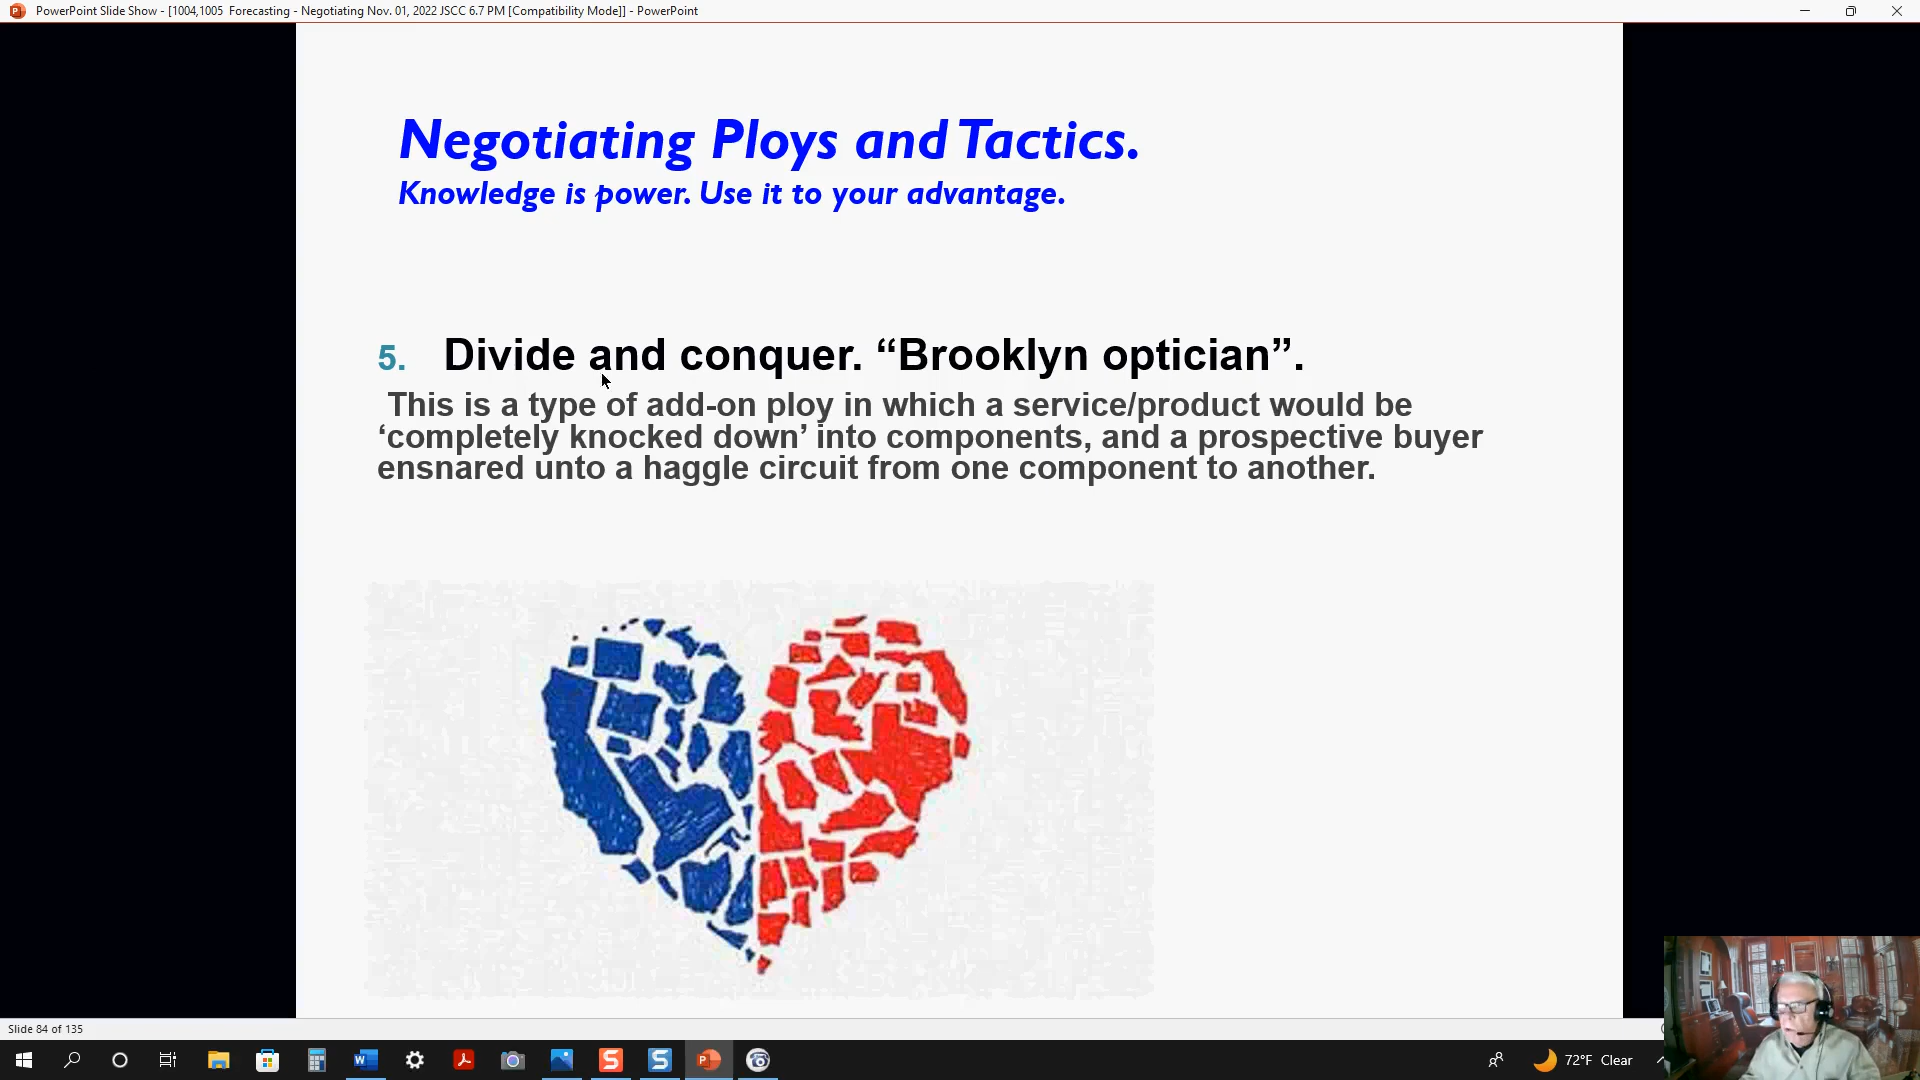 PowerPoint Slide Show - [1004,1005  Forecasting - Negotiating Nov. 01, 2022 JSCC 6.7 PM [Compatibility Mode]] - PowerPoint
Negotiating Ploys and Tactics.
Knowledge is power. Use it to your advantage.
5. Divide and conquer. “Brooklyn optician”.
This is a type of add-on ploy in which a service/product would be
‘completely knocked down’ into components, and a prospective buyer
ensnared unto a haggle circuit from one component to another.
Slide 84 of 135
72°F Clear